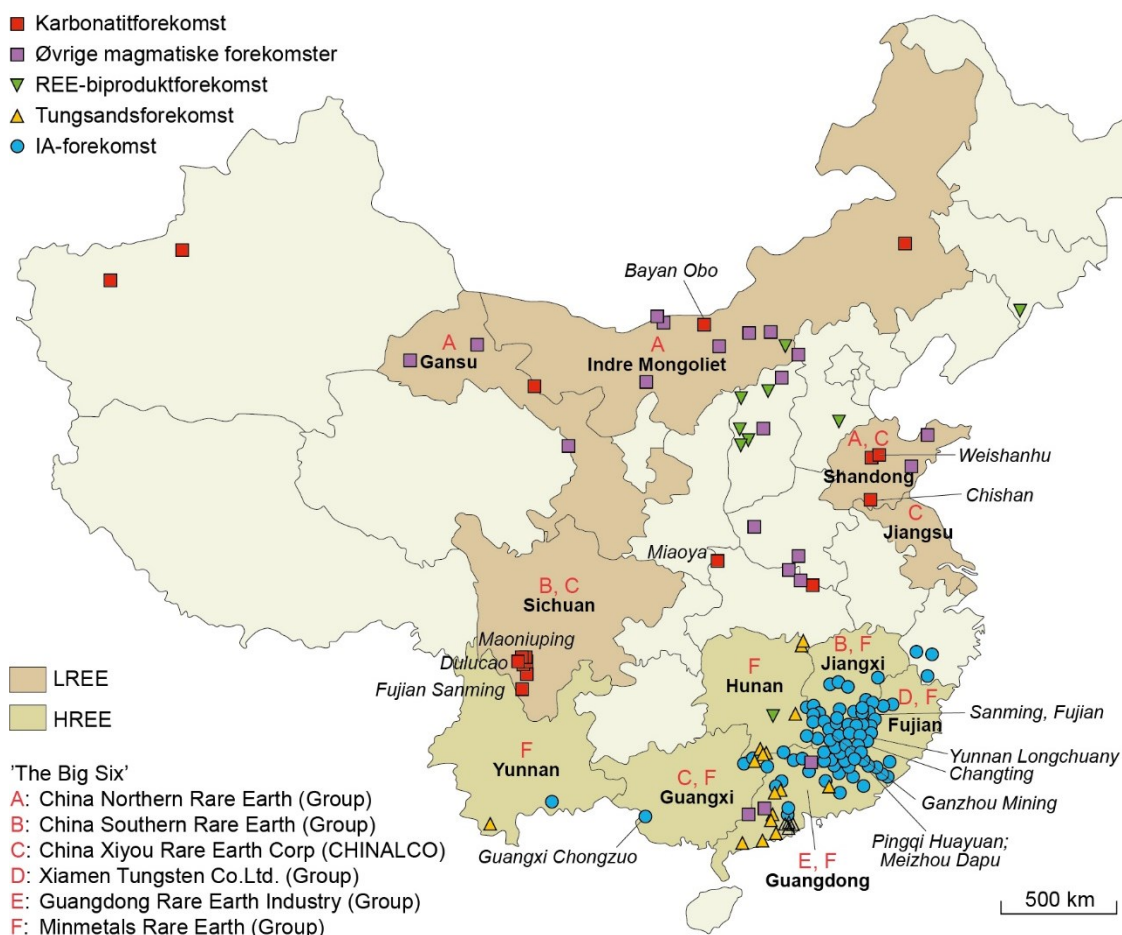 Karbonatitforekomst
Øvrige magmatiske forekomster
REE-biproduktforekomst
Tungsandsforekomst
IA-forekomst
Bayan Obo
A
Gansu
A
Indre Mongoliet
A, C
Shandong
Weishanhu
Chishan
C
Jiangsu
Miaoya
B, C
Sichuan
Maoniuping
Dulucao
Fujian Sanming
B, F
Jiangxi
F
Hunan
D, F
Fujian
Sanming, Fujian
Yunnan Longchuany
Changting
Ganzhou Mining
Pingqi Huayuan;
Meizhou Dapu
F
Yunnan
C, F
Guangxi
Guangxi Chongzuo
E, F
Guangdong
500 km
LREE
HREE
'The Big Six'
A: China Northern Rare Earth (Group)
B: China Southern Rare Earth (Group)
C: China Xiyou Rare Earth Corp (CHINALCO)
D: Xiamen Tungsten Co.Ltd. (Group)
E: Guangdong Rare Earth Industry (Group)
F: Minmetals Rare Earth (Group)